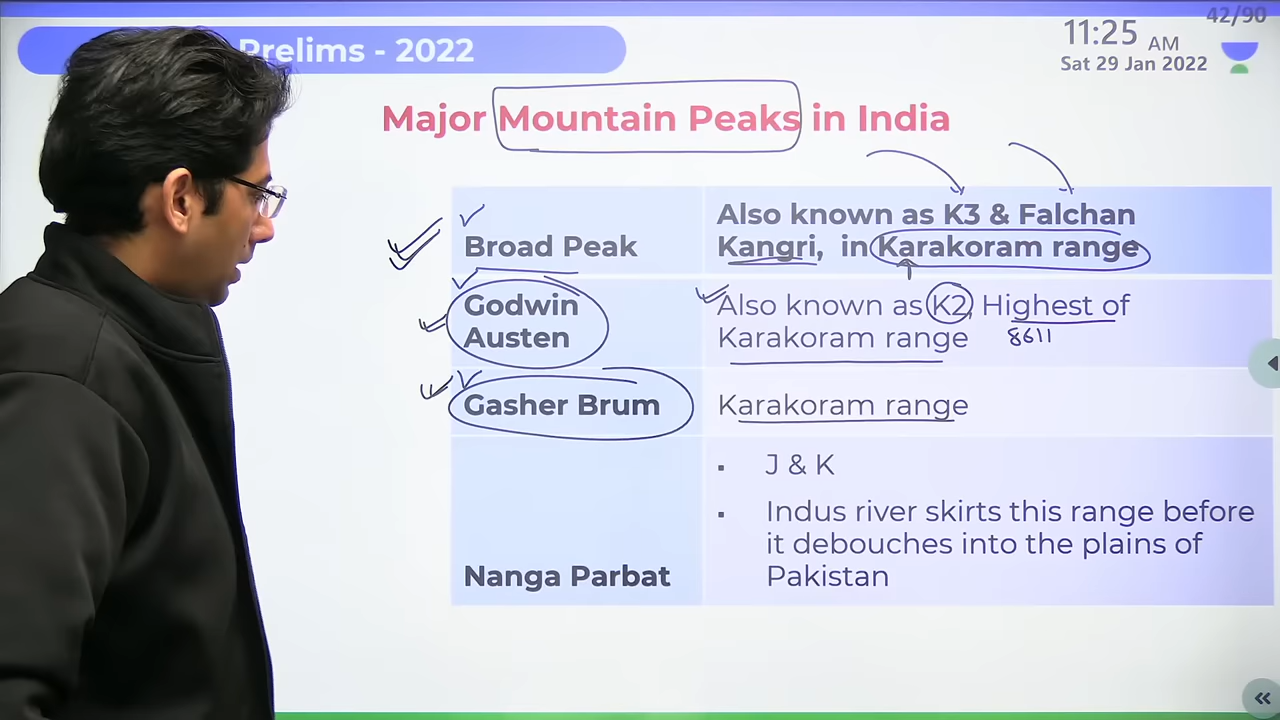 42/90
11:25 AM
Sat 29 Jan 2022
Prelims - 2022
Major Mountain Peaks in India
Broad Peak
Also known as K3 & Falchan
Kangri, in Karakoram range
Godwin
Austen
Also known as K2, Highest of
Karakoram range
8611
Gasher Brum
Karakoram range
Nanga Parbat
▪ J & K
▪ Indus river skirts this range before
it debouches into the plains of
Pakistan